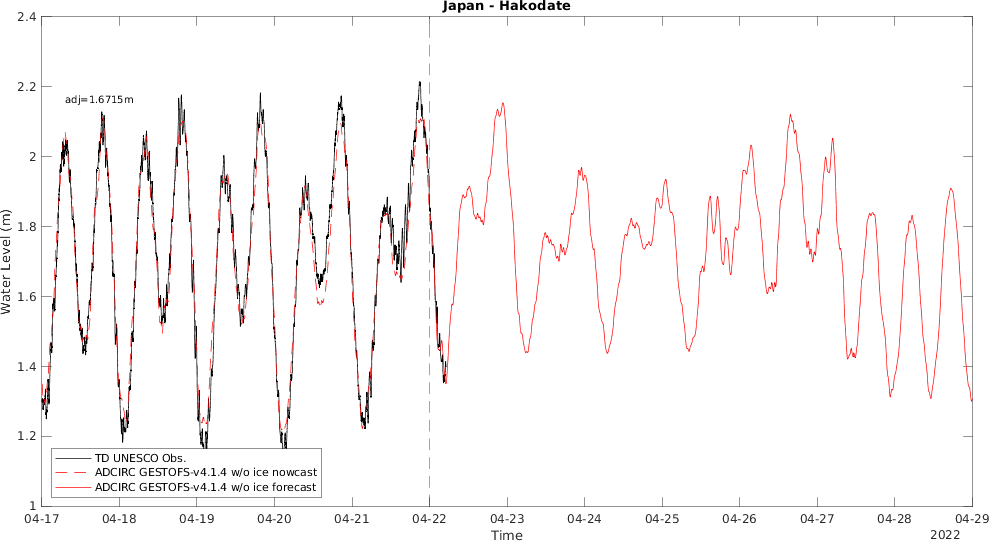 Japan - Hakodate
2.4
2.2
2
1.8
1.6
1.4
1.2
1
Water Level (m)
adj=1.6715m
TD UNESCO Obs.
ADCIRC GESTOFS-v4.1.4 w/o ice nowcast
ADCIRC GESTOFS-v4.1.4 w/o ice forecast
04-17 04-18 04-19 04-20 04-21 04-22 04-23 04-24 04-25 04-26 04-27 04-28 04-29
Time
2022